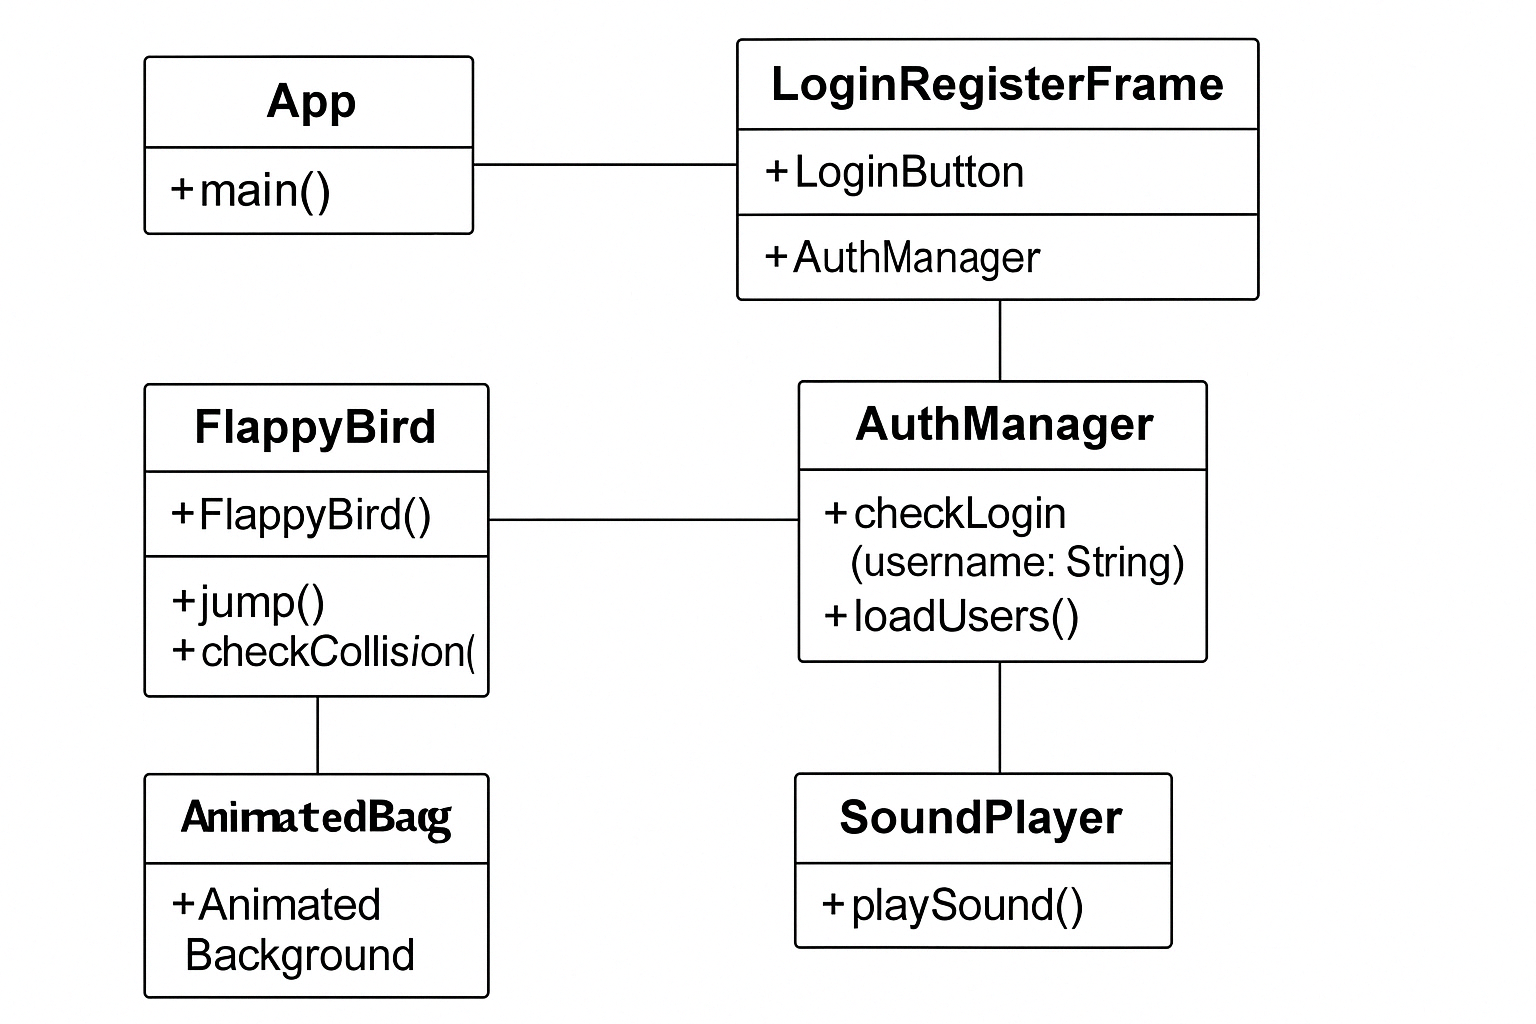 App
+main()
LoginRegisterFrame
+LoginButton
+AuthManager
FlappyBird
+FlappyBird()
+jump()
+checkCollision(
AuthManager
+checkLogin
(username: String)
+loadUsers()
AnimatedBacg
+Animated
Background
SoundPlayer
+playSound()